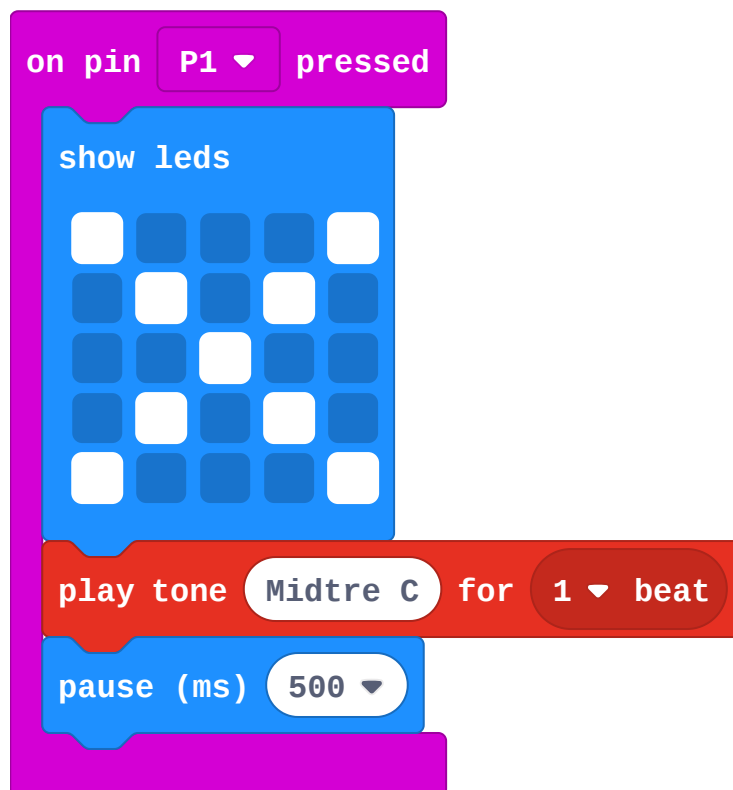 on pin P1 pressed
show leds
play tone Midtre C for 1 beat
pause (ms) 500